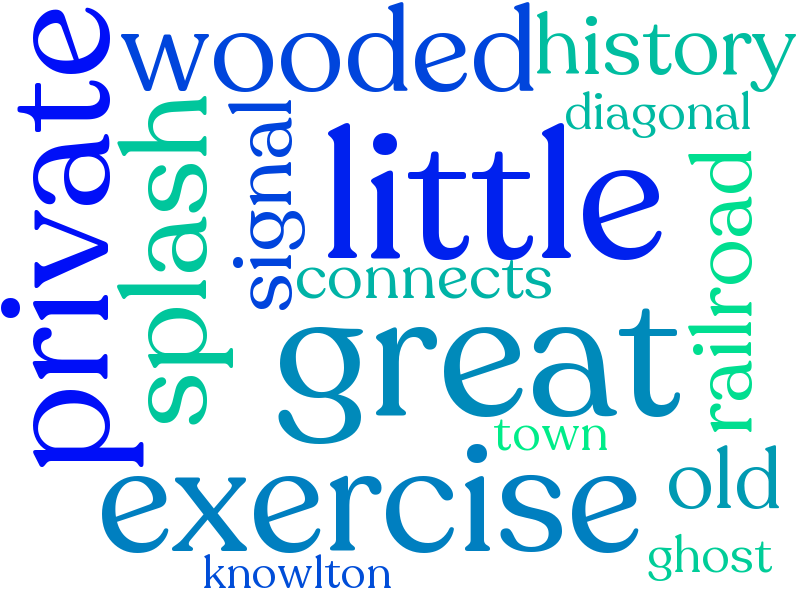 wooded
history
private
splash
signal
diagonal
little
railroad
connects
great
town
exercise
old
ghost
knowlton